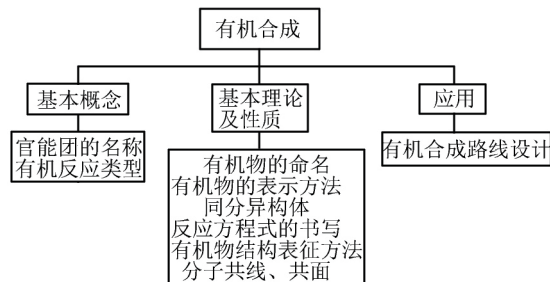 有机合成
基本概念
基本理论
及性质
应用
官能团的名称
有机反应类型
有机合成路线设计
有机物的命名
有机物的表示方法
同分异构体
反应方程式的书写
有机物结构表征方法
分子共线、共面